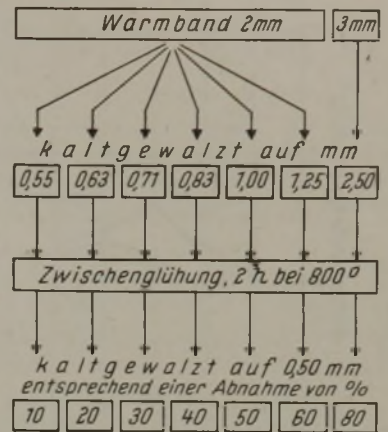 Warmband 2mm 3mm
kaltgewalzt auf mm
0,55 0,63 0,71 0,83 1,00 1,25 2,50
Zwischenglühung, 2 h bei 800°
kaltgewalzt auf 0,50 mm
entsprechend einer Abnahme von %
10 20 30 40 50 60 80